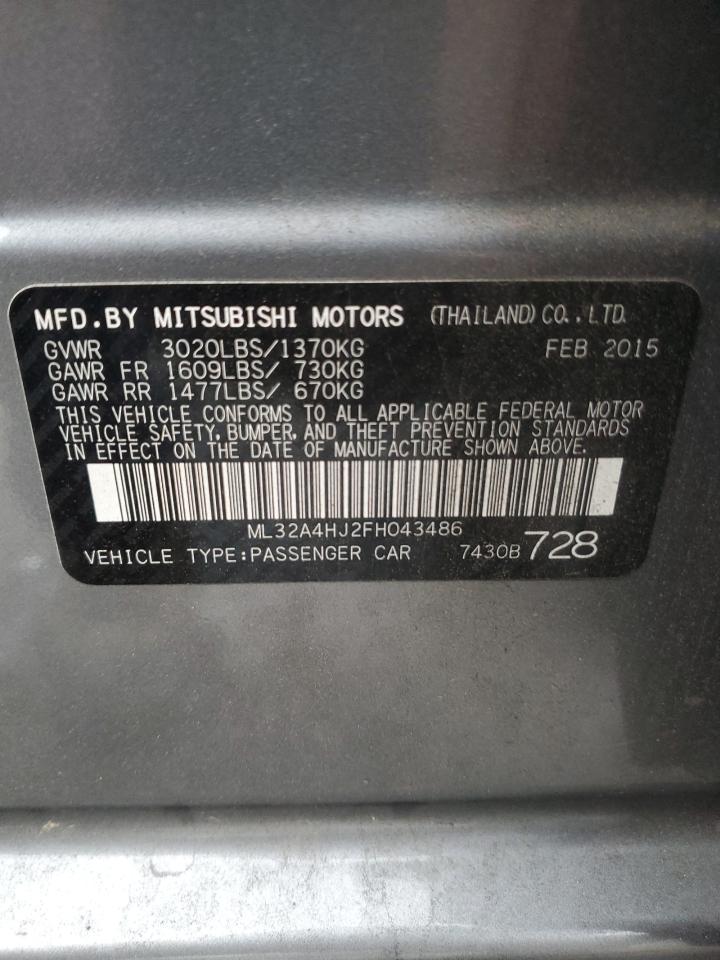 MFD.BY MITSUBISHI MOTORS (THAILAND) CO., LTD.
GVWR 3020LBS/1370KG FEB 2015
GAWR FR 1609LBS/ 730KG
GAWR RR 1477LBS/ 670KG
THIS VEHICLE CONFORMS TO ALL APPLICABLE FEDERAL MOTOR
VEHICLE SAFETY, BUMPER, AND THEFT PREVENTION STANDARDS
IN EFFECT ON THE DATE OF MANUFACTURE SHOWN ABOVE.
ML32A4HJ2FH043486
VEHICLE TYPE:PASSENGER CAR 7430B 728